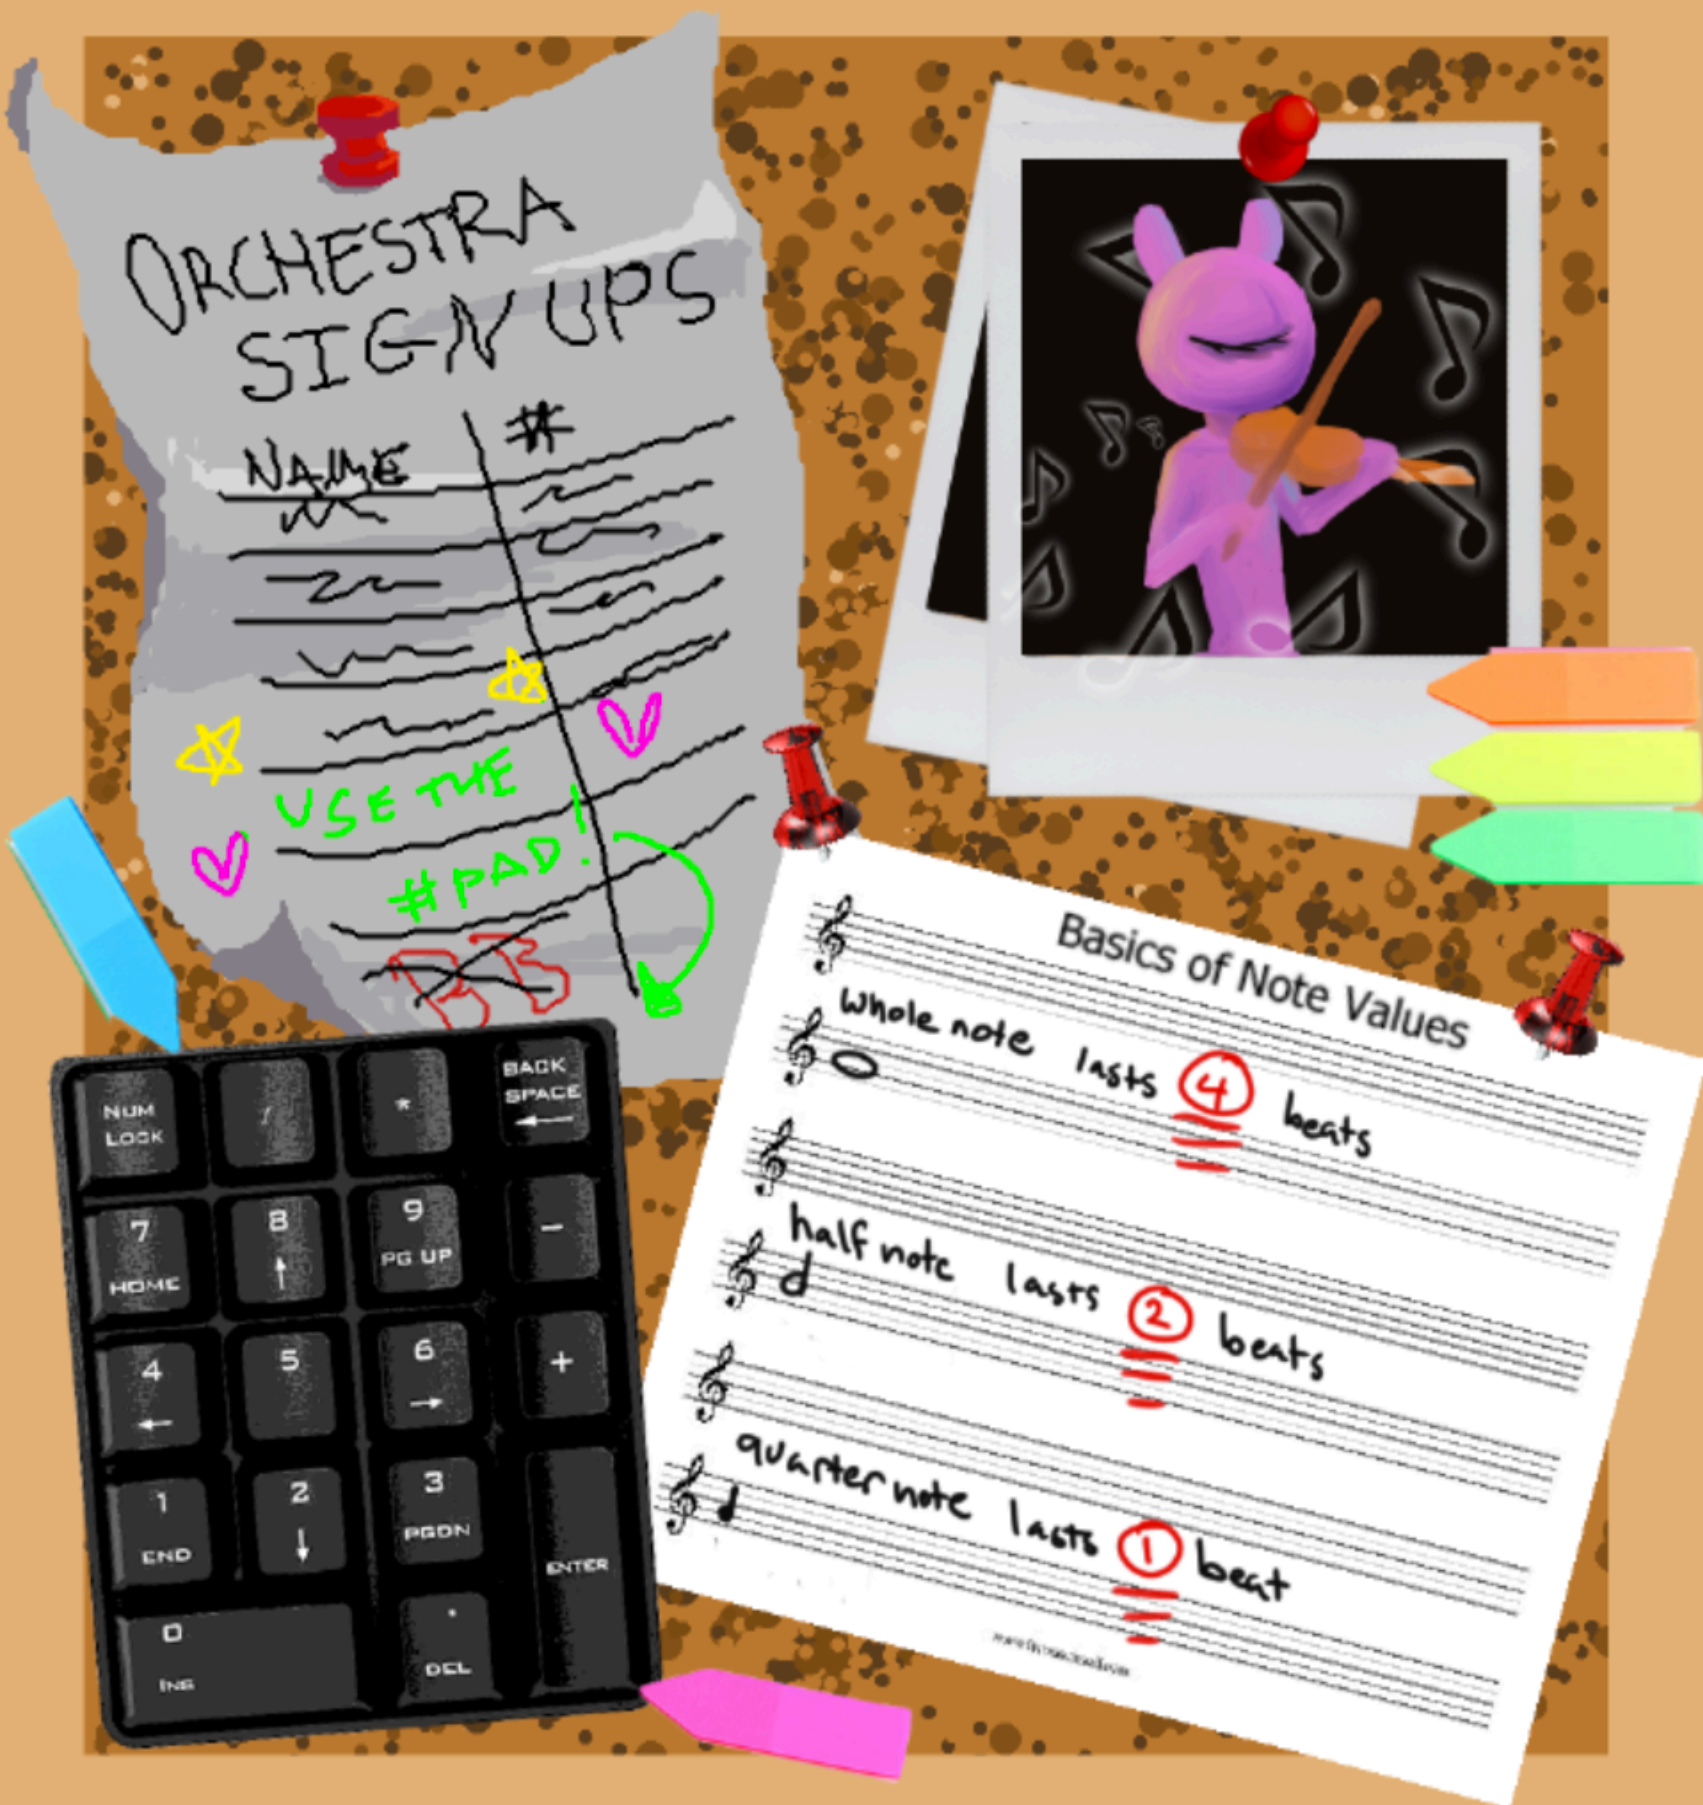 ORCHESTRA
SIGN UPS
NAME #
USE THE
#PAD!
Basics of Note Values
whole note lasts 4 beats
half note lasts 2 beats
quarter note lasts 1 beat
NUM LOCK / * BACK SPACE
7 HOME 8 9 PG UP -
4 5 6 +
1 END 2 3 PGDN ENTER
0 INS . DEL